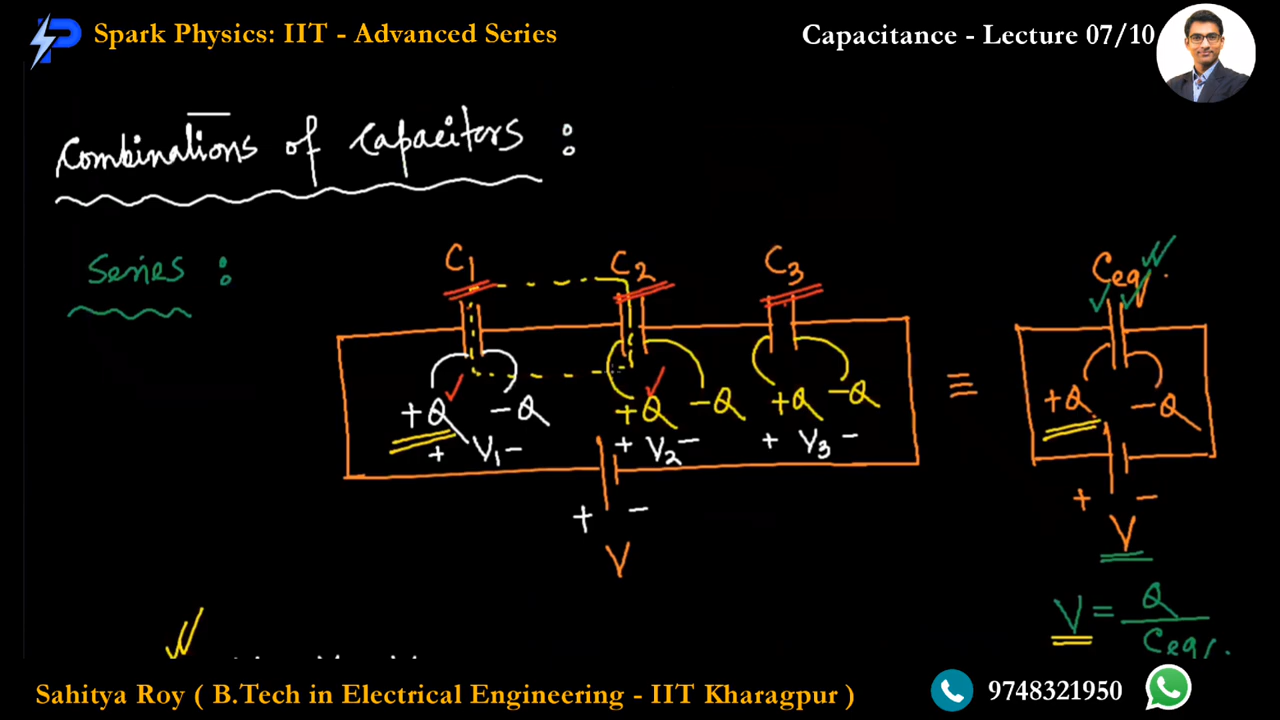 Spark Physics: IIT - Advanced Series
Capacitance - Lecture 07/10
Combinations of Capacitors :
Series :
C1 C2 C3
Ceq.
+Q -Q +Q -Q +Q -Q
≡
+Q -Q
+ V1 - + V2 - + V3 -
+ -
V
+ -
V
V = Q / Ceq.
Sahitya Roy ( B.Tech in Electrical Engineering - IIT Kharagpur )
9748321950